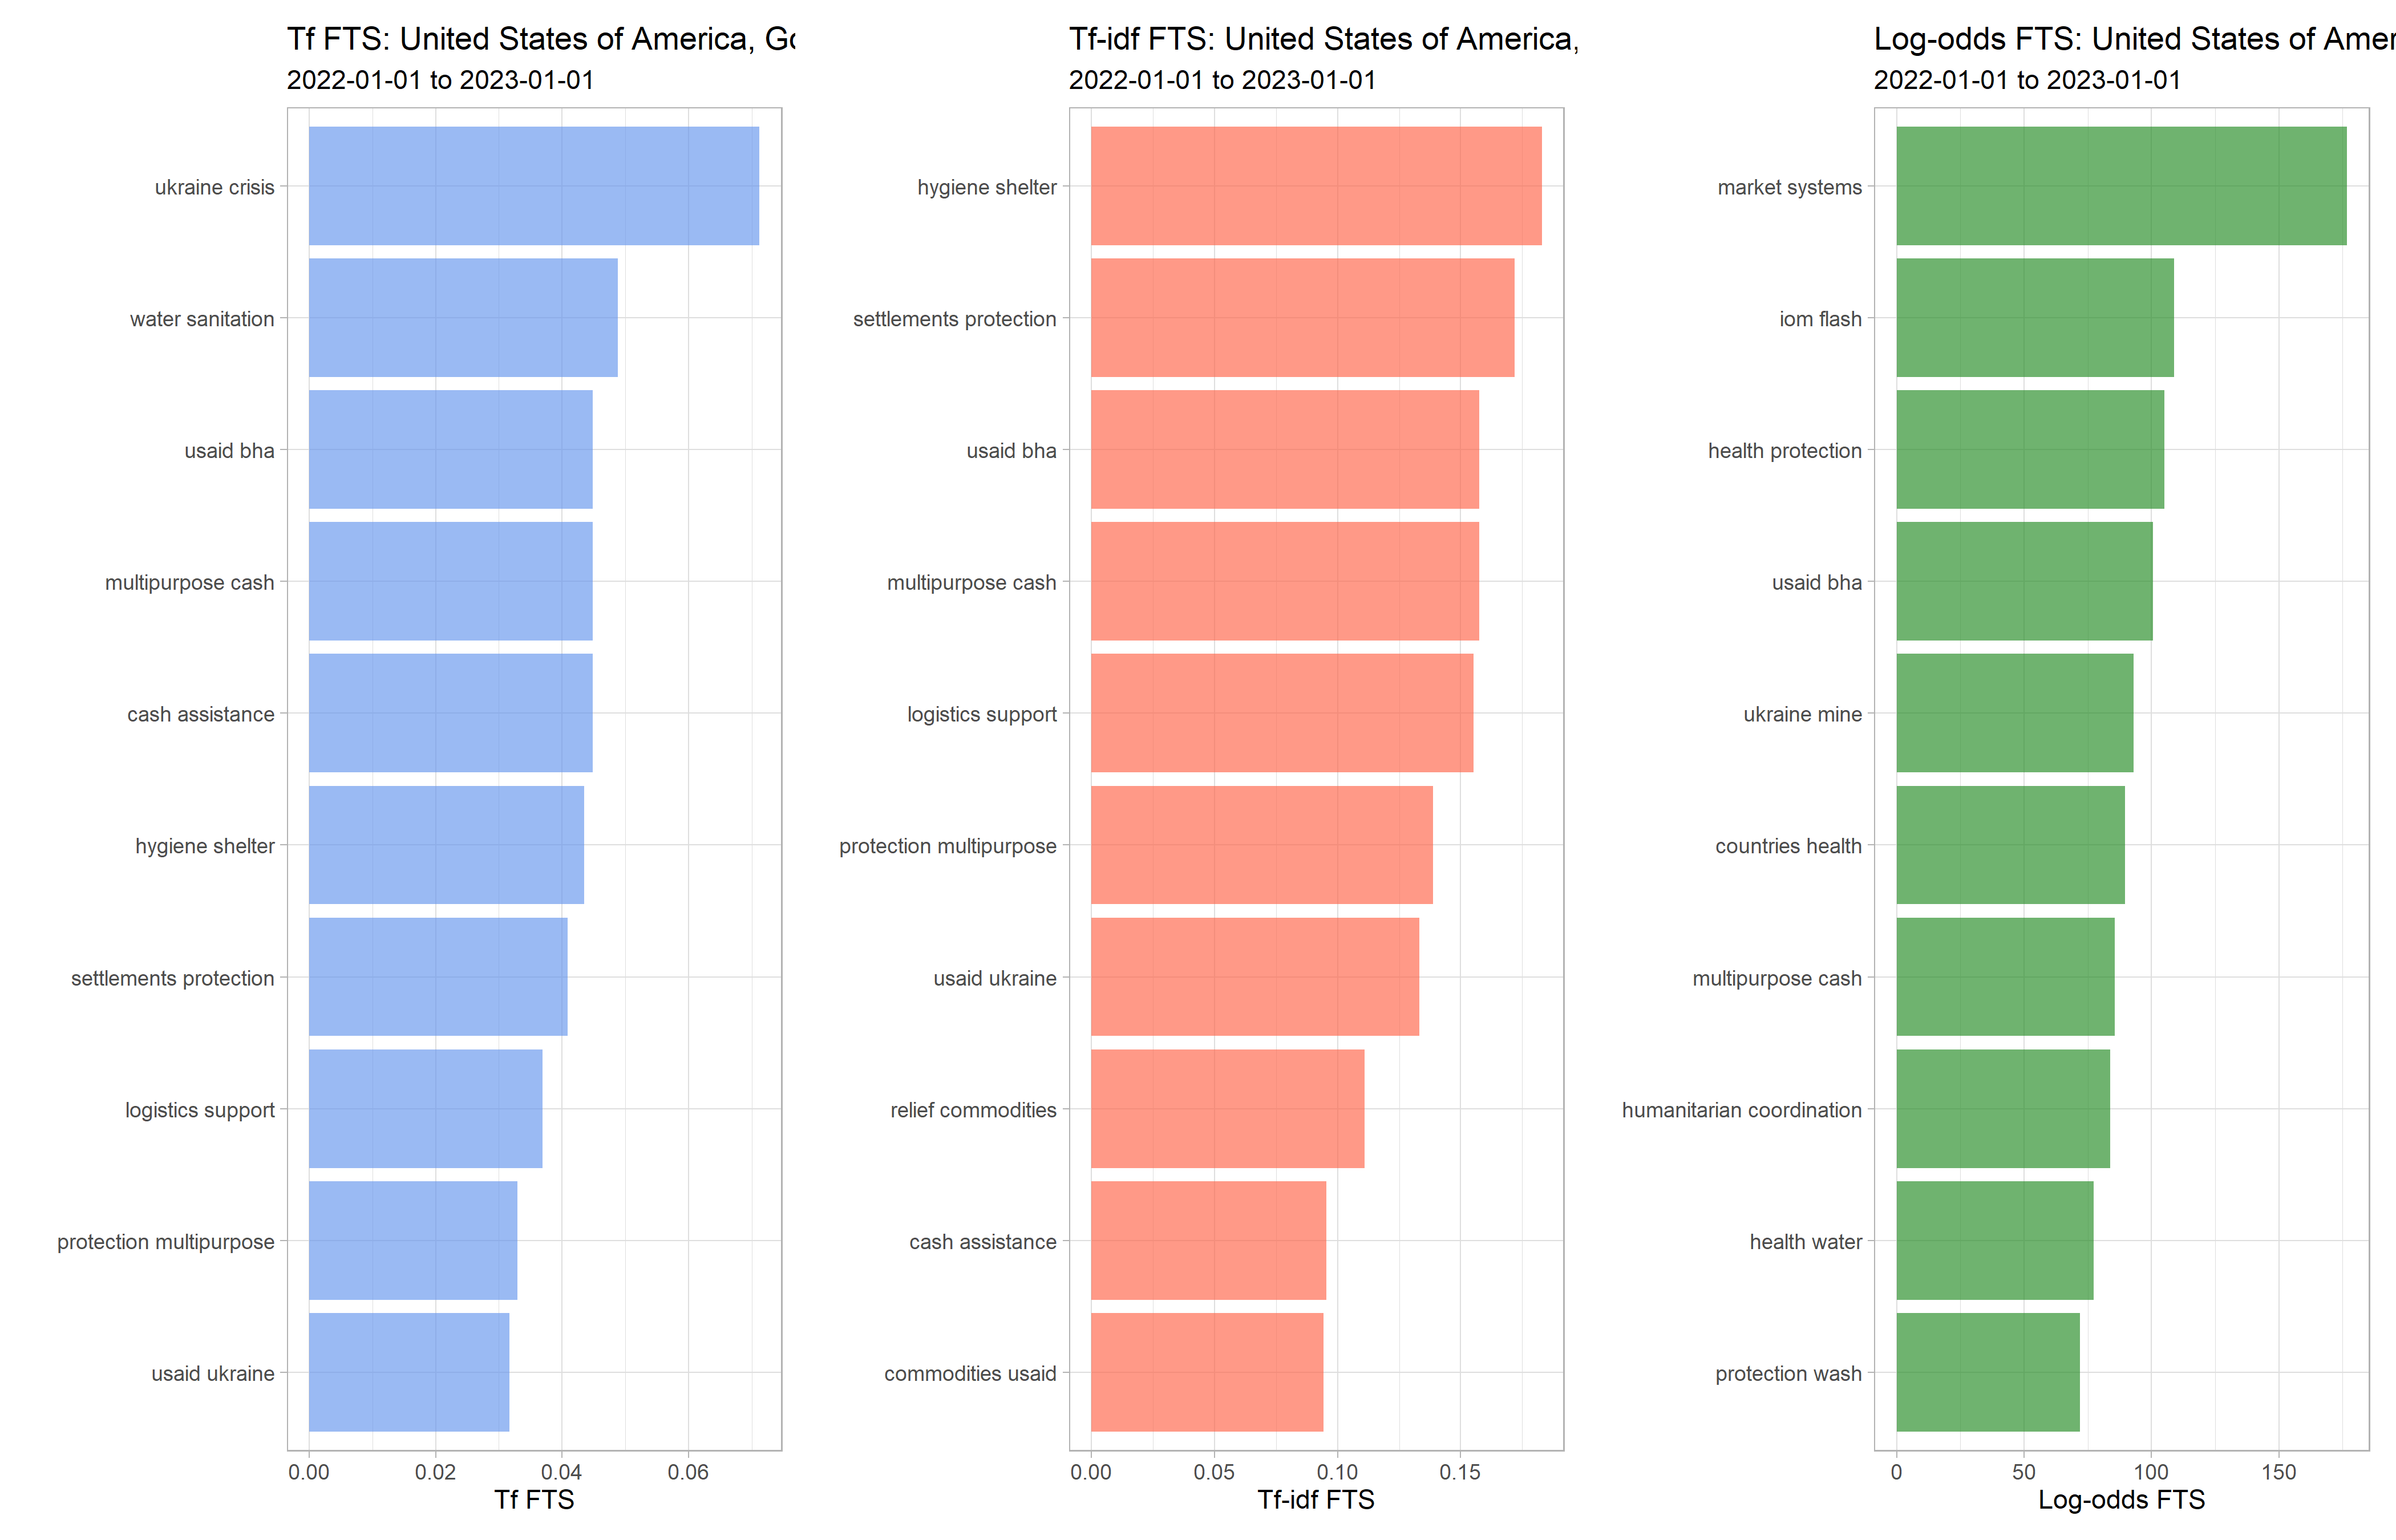 Tf FTS: United States of America, Go
2022-01-01 to 2023-01-01
ukraine crisis
water sanitation
usaid bha
multipurpose cash
cash assistance
hygiene shelter
settlements protection
logistics support
protection multipurpose
usaid ukraine
0.00 0.02 0.04 0.06
Tf FTS
Tf-idf FTS: United States of America,
2022-01-01 to 2023-01-01
hygiene shelter
settlements protection
usaid bha
multipurpose cash
logistics support
protection multipurpose
usaid ukraine
relief commodities
cash assistance
commodities usaid
0.00 0.05 0.10 0.15
Tf-idf FTS
Log-odds FTS: United States of Amer
2022-01-01 to 2023-01-01
market systems
iom flash
health protection
usaid bha
ukraine mine
countries health
multipurpose cash
humanitarian coordination
health water
protection wash
0 50 100 150
Log-odds FTS